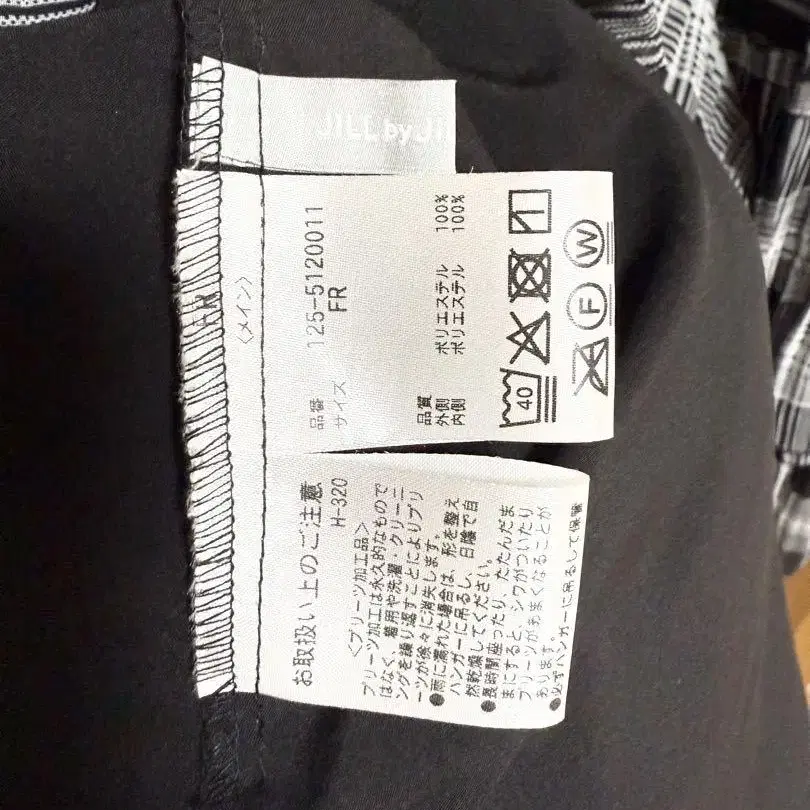 JILL by JIL
〈メイン〉
品番 125-5120011
サイズ FR
品質
外側 ポリエステル 100%
内側 ポリエステル 100%
40
F W
お取扱い上のご注意
H-320
〈プリーツ加工品〉
プリーツ加工は永久的なもので
はなく、着用や洗濯・クリーニ
ングを繰り返すことによりプリ
ーツが徐々に消失します。
●雨に濡れた場合は、形を整え
ハンガーに吊るし、日陰で自
然乾燥してください。
●長時間座ったり、たたんだま
まにすると、シワがついたり
プリーツがあまくなることが
あります。
●必ずハンガーに吊るして保管